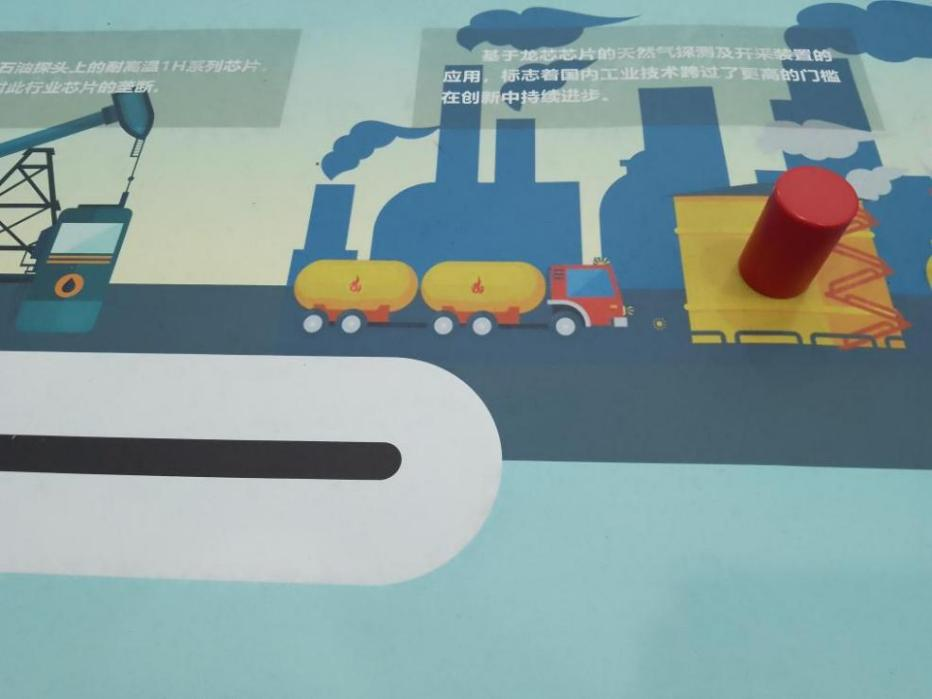 石油探头上的耐高温1H系列芯片，
此行业芯片的垄断。
基于龙芯芯片的天然气探测及开采装置的
应用，标志着国内工业技术跨过了更高的门槛
在创新中持续进步。